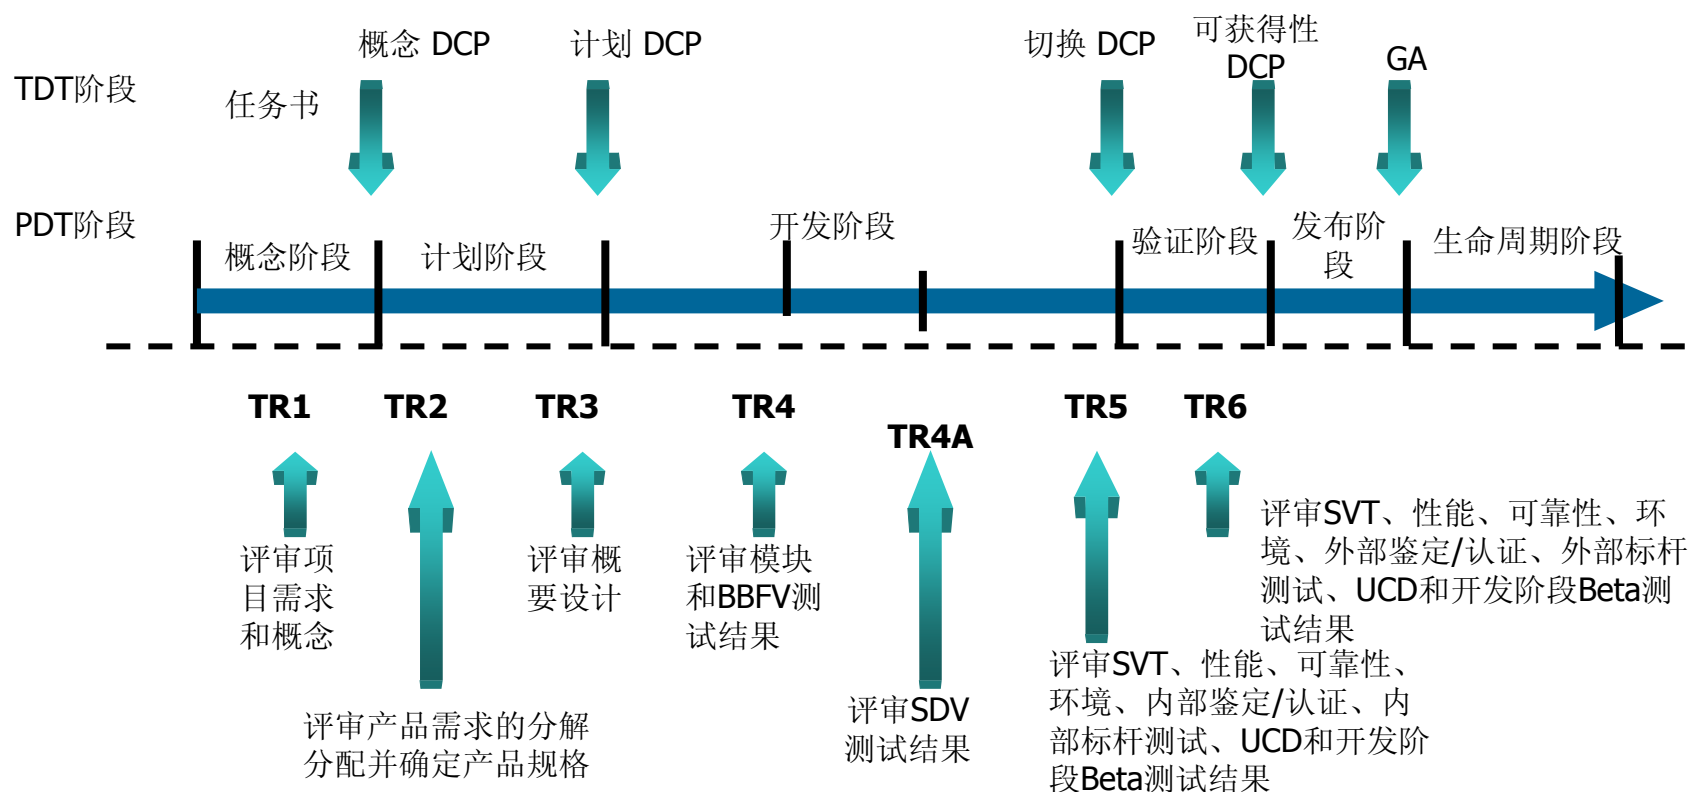 概念 DCP
计划 DCP
切换 DCP
可获得性
DCP
GA
TDT阶段
任务书
PDT阶段
概念阶段
计划阶段
开发阶段
验证阶段
发布阶
段
生命周期阶段
TR1
TR2
TR3
TR4
TR4A
TR5
TR6
评审项
目需求
和概念
评审产品需求的分解
分配并确定产品规格
评审概
要设计
评审模块
和BBFV测
试结果
评审SDV
测试结果
评审SVT、性能、可靠性、
环境、内部鉴定/认证、内
部标杆测试、UCD和开发阶
段Beta测试结果
评审SVT、性能、可靠性、环
境、外部鉴定/认证、外部标杆
测试、UCD和开发阶段Beta测
试结果